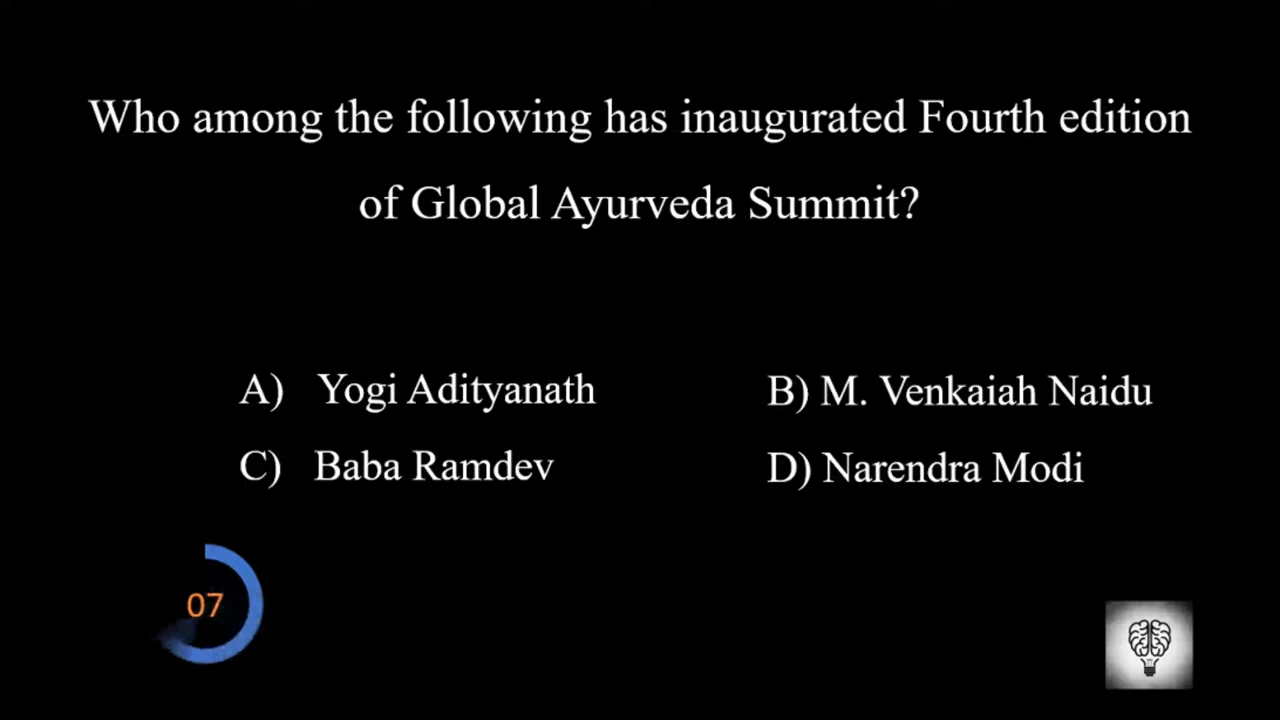 Who among the following has inaugurated Fourth edition
of Global Ayurveda Summit?
A) Yogi Adityanath
B) M. Venkaiah Naidu
C) Baba Ramdev
D) Narendra Modi
07